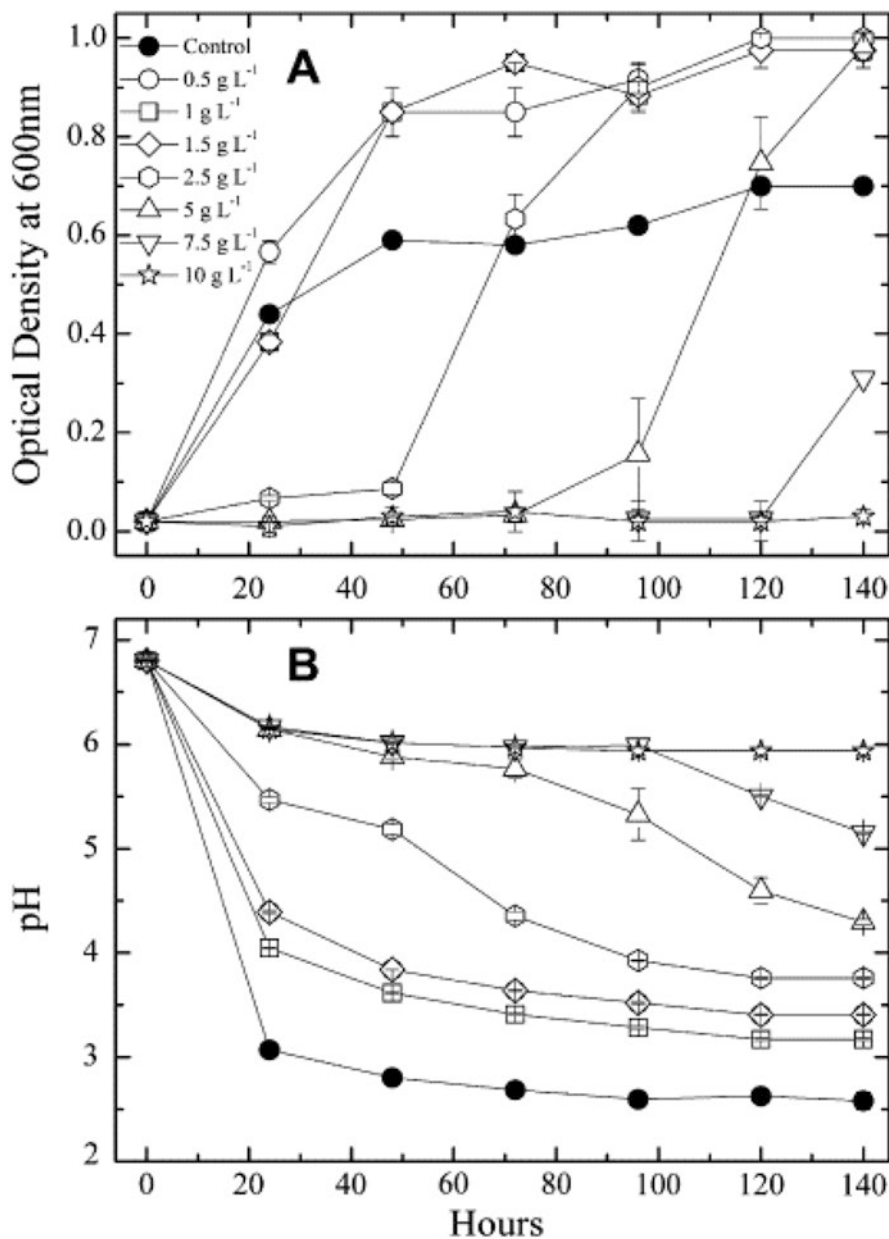 A
Control
0.5 g L⁻¹
1 g L⁻¹
1.5 g L⁻¹
2.5 g L⁻¹
5 g L⁻¹
7.5 g L⁻¹
10 g L⁻¹
Optical Density at 600nm
1.0
0.8
0.6
0.4
0.2
0.0
0 20 40 60 80 100 120 140
B
pH
7
6
5
4
3
2
0 20 40 60 80 100 120 140
Hours